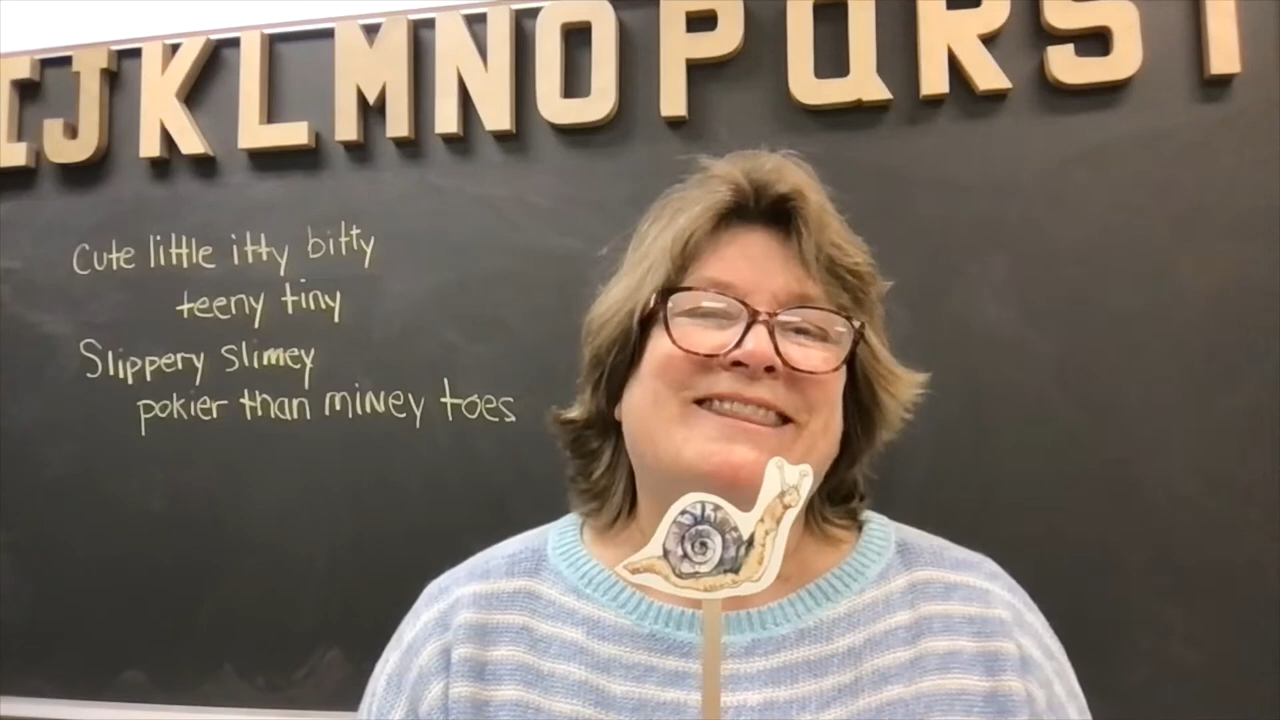 IJKLMNOPQRST
Cute little itty bitty
teeny tiny
Slippery slimey
pokier than miney toes